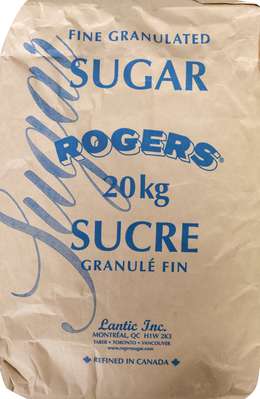 FINE GRANULATED
SUGAR
Sugar
ROGERS®
20kg
SUCRE
GRANULÉ FIN
Lantic Inc.
MONTRÉAL, QC H1W 2K3
TABER • TORONTO • VANCOUVER
www.rogerssugar.com
REFINED IN CANADA